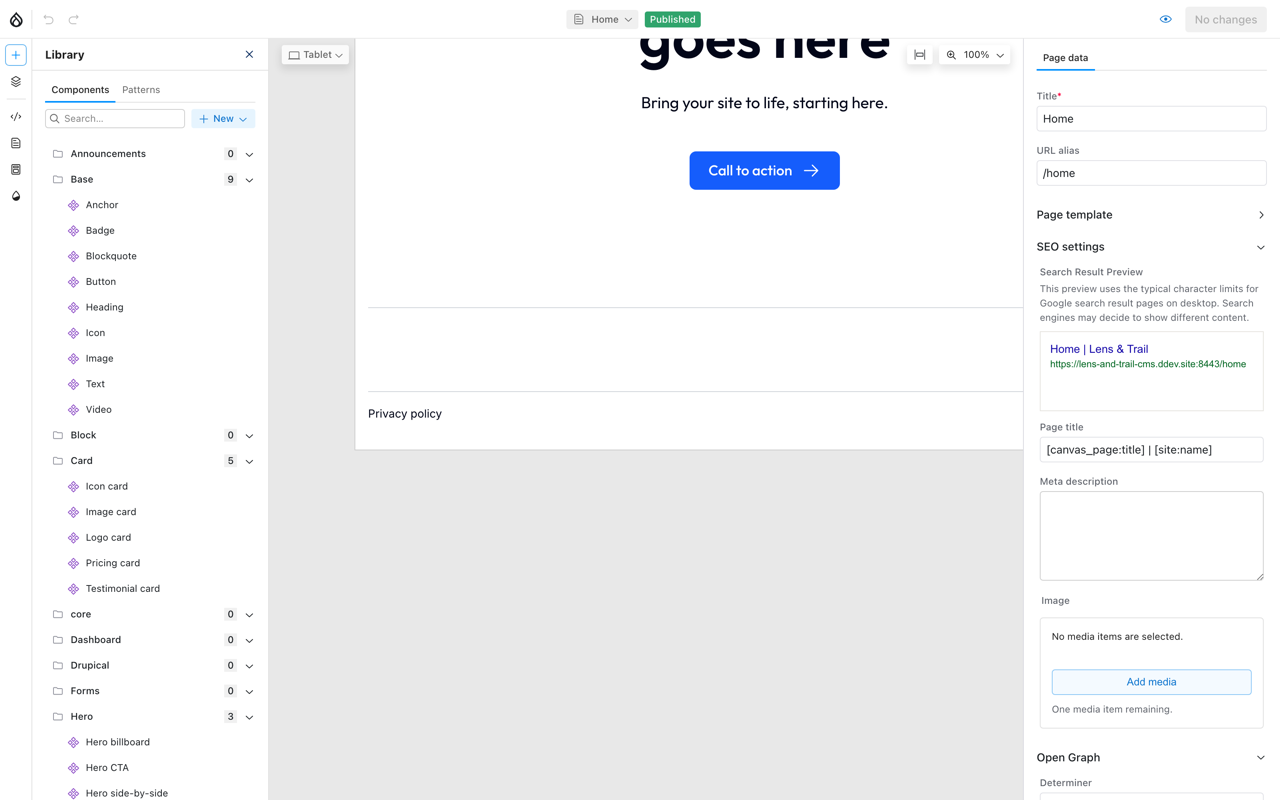 Home
Published
No changes
Library
Components
Patterns
Search...
New
Announcements 0
Base 9
Anchor
Badge
Blockquote
Button
Heading
Icon
Image
Text
Video
Block 0
Card 5
Icon card
Image card
Logo card
Pricing card
Testimonial card
core 0
Dashboard 0
Drupical 0
Forms 0
Hero 3
Hero billboard
Hero CTA
Hero side-by-side
Tablet
100%
goes here
Bring your site to life, starting here.
Call to action
Privacy policy
Page data
Title*
Home
URL alias
/home
Page template
SEO settings
Search Result Preview
This preview uses the typical character limits for
Google search result pages on desktop. Search
engines may decide to show different content.
Home | Lens & Trail
https://lens-and-trail-cms.ddev.site:8443/home
Page title
[canvas_page:title] | [site:name]
Meta description
Image
No media items are selected.
Add media
One media item remaining.
Open Graph
Determiner